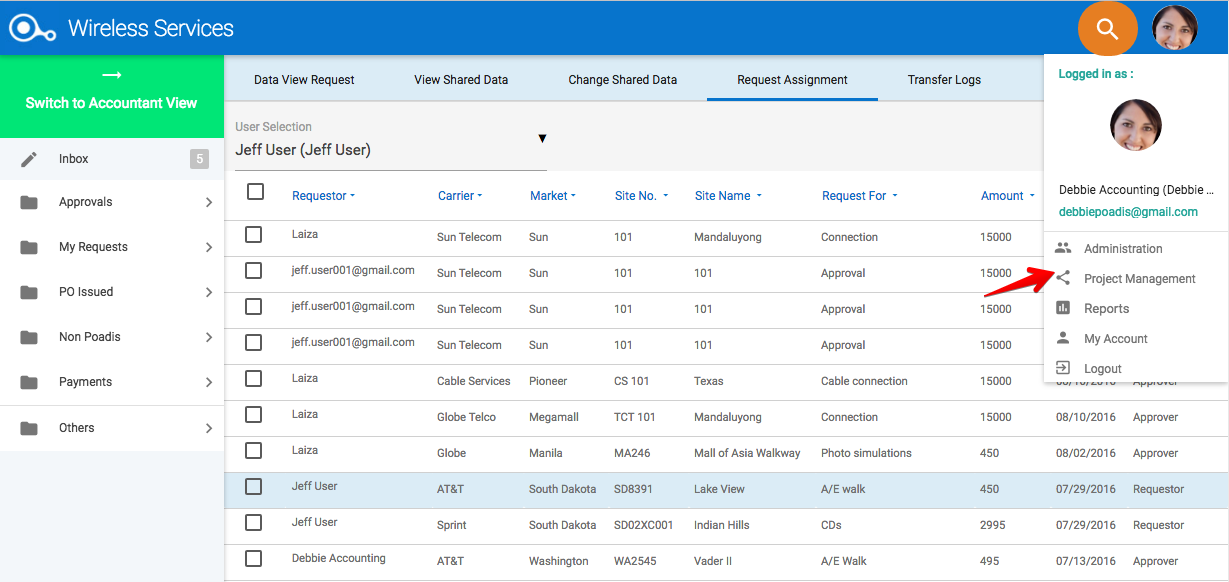 Wireless Services
Switch to Accountant View
Inbox 5
Approvals
My Requests
PO Issued
Non Poadis
Payments
Others
Data View Request View Shared Data Change Shared Data Request Assignment Transfer Logs
User Selection
Jeff User (Jeff User)
Requestor Carrier Market Site No. Site Name Request For Amount
Laiza Sun Telecom Sun 101 Mandaluyong Connection 15000
jeff.user001@gmail.com Sun Telecom Sun 101 101 Approval 15000
jeff.user001@gmail.com Sun Telecom Sun 101 101 Approval 15000
jeff.user001@gmail.com Sun Telecom Sun 101 101 Approval 15000
Laiza Cable Services Pioneer CS 101 Texas Cable connection 15000 Approver
Laiza Globe Telco Megamall TCT 101 Mandaluyong Connection 15000 08/10/2016 Approver
Laiza Globe Manila MA246 Mall of Asia Walkway Photo simulations 450 08/02/2016 Approver
Jeff User AT&T South Dakota SD8391 Lake View A/E walk 450 07/29/2016 Requestor
Jeff User Sprint South Dakota SD02XC001 Indian Hills CDs 2995 07/29/2016 Requestor
Debbie Accounting AT&T Washington WA2545 Vader II A/E Walk 495 07/13/2016 Approver
Logged in as :
Debbie Accounting (Debbie ...
debbiepoadis@gmail.com
Administration
Project Management
Reports
My Account
Logout